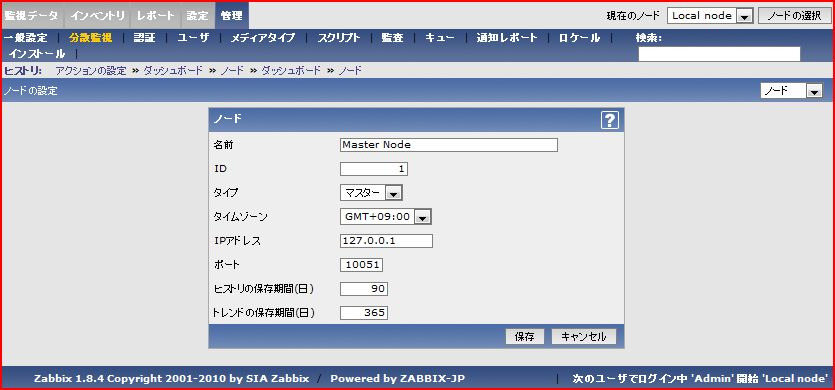 監視データ インベントリ レポート 設定 管理 現在のノード Local node ノードの選択
一般設定 | 分散監視 | 認証 | ユーザ | メディアタイプ | スクリプト | 監査 | キュー | 通知レポート | ロケール | 検索:
インストール |
ヒストリ: アクションの設定 » ダッシュボード » ノード » ダッシュボード » ノード
ノードの設定 ノード
ノード ?
名前 Master Node
ID 1
タイプ マスター
タイムゾーン GMT+09:00
IPアドレス 127.0.0.1
ポート 10051
ヒストリの保存期間(日) 90
トレンドの保存期間(日) 365
保存 キャンセル
Zabbix 1.8.4 Copyright 2001-2010 by SIA Zabbix / Powered by ZABBIX-JP | 次のユーザでログイン中 'Admin' 開始 'Local node'